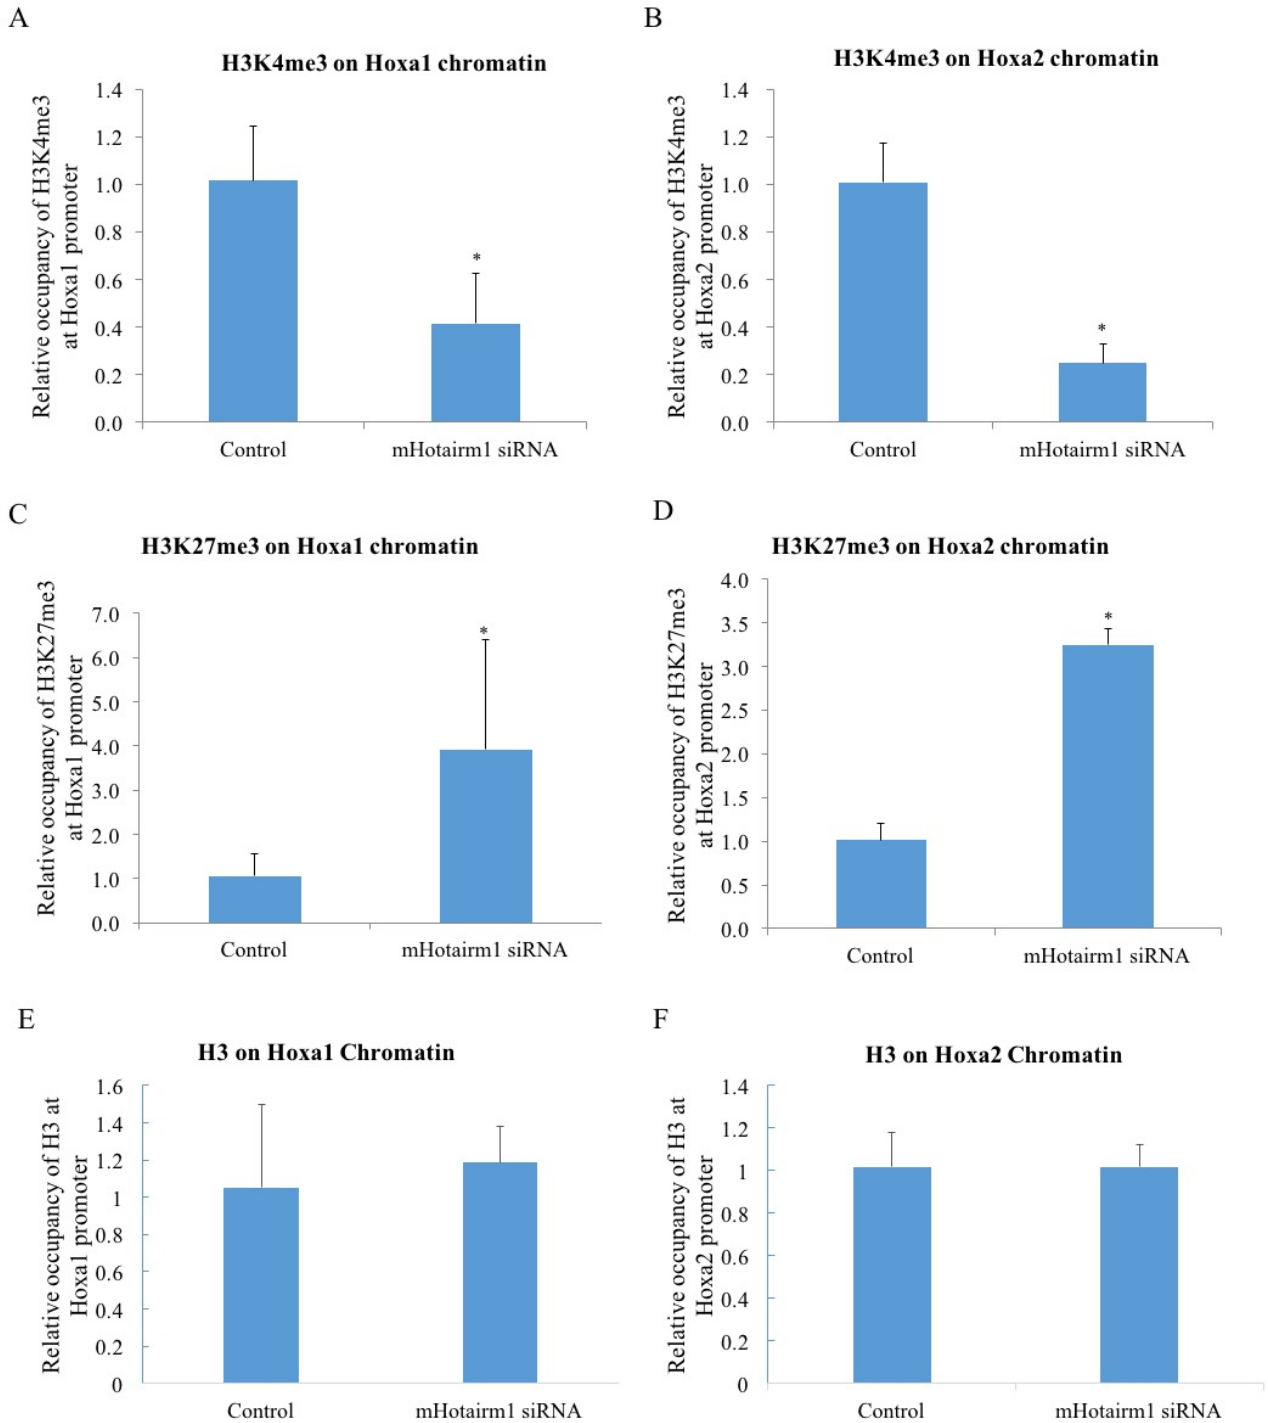 A
H3K4me3 on Hoxa1 chromatin
Relative occupancy of H3K4me3
at Hoxa1 promoter
1.4
1.2
1.0
0.8
0.6
0.4
0.2
0.0
*
Control
mHotairm1 siRNA
B
H3K4me3 on Hoxa2 chromatin
Relative occupancy of H3K4me3
at Hoxa2 promoter
1.4
1.2
1.0
0.8
0.6
0.4
0.2
0.0
*
Control
mHotairm1 siRNA
C
H3K27me3 on Hoxa1 chromatin
Relative occupancy of H3K27me3
at Hoxa1 promoter
7.0
6.0
5.0
4.0
3.0
2.0
1.0
0.0
*
Control
mHotairm1 siRNA
D
H3K27me3 on Hoxa2 chromatin
Relative occupancy of H3K27me3
at Hoxa2 promoter
4.0
3.5
3.0
2.5
2.0
1.5
1.0
0.5
0.0
*
Control
mHotairm1 siRNA
E
H3 on Hoxa1 Chromatin
Relative occupancy of H3 at
Hoxa1 promoter
1.6
1.4
1.2
1
0.8
0.6
0.4
0.2
0
Control
mHotairm1 siRNA
F
H3 on Hoxa2 Chromatin
Relative occupancy of H3 at
Hoxa2 promoter
1.4
1.2
1
0.8
0.6
0.4
0.2
0
Control
mHotairm1 siRNA